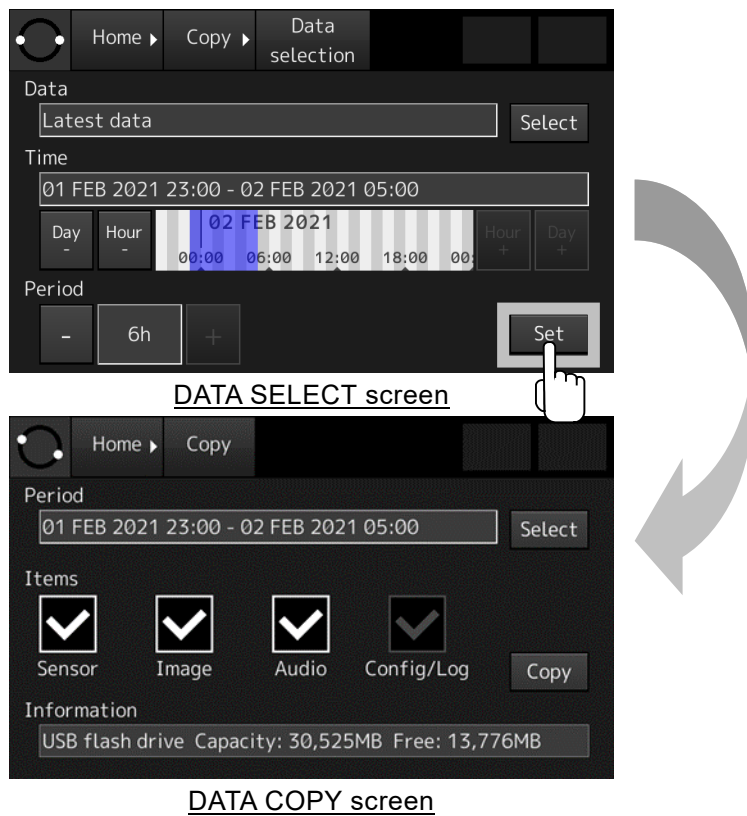 Home Copy Data
selection
Data
Latest data Select
Time
01 FEB 2021 23:00 - 02 FEB 2021 05:00
Day
-
Hour
-
02 FEB 2021
00:00 06:00 12:00 18:00 00:
Hour
+
Day
+
Period
- 6h + Set
DATA SELECT screen
Home Copy
Period
01 FEB 2021 23:00 - 02 FEB 2021 05:00 Select
Items
Sensor Image Audio Config/Log Copy
Information
USB flash drive Capacity: 30,525MB Free: 13,776MB
DATA COPY screen